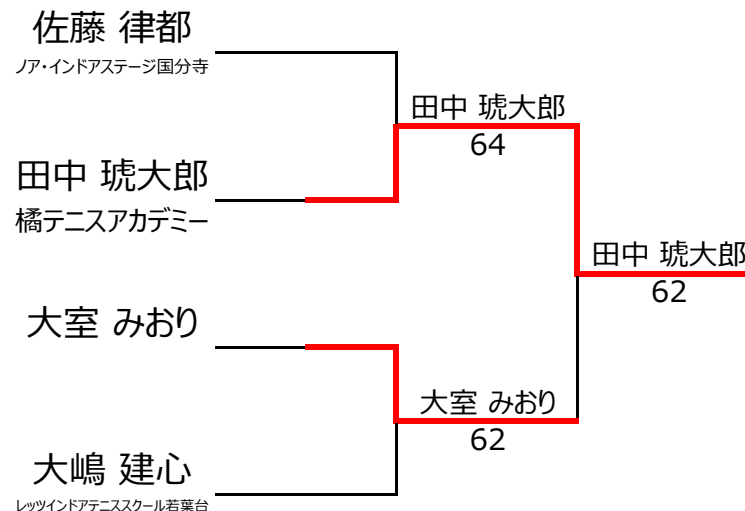 佐藤 律都
ノア・インドアステージ国分寺
田中 琥大郎
64
田中 琥大郎
橘テニスアカデミー
田中 琥大郎
62
大室 みおり
大室 みおり
62
大嶋 建心
レッツインドアテニススクール若葉台